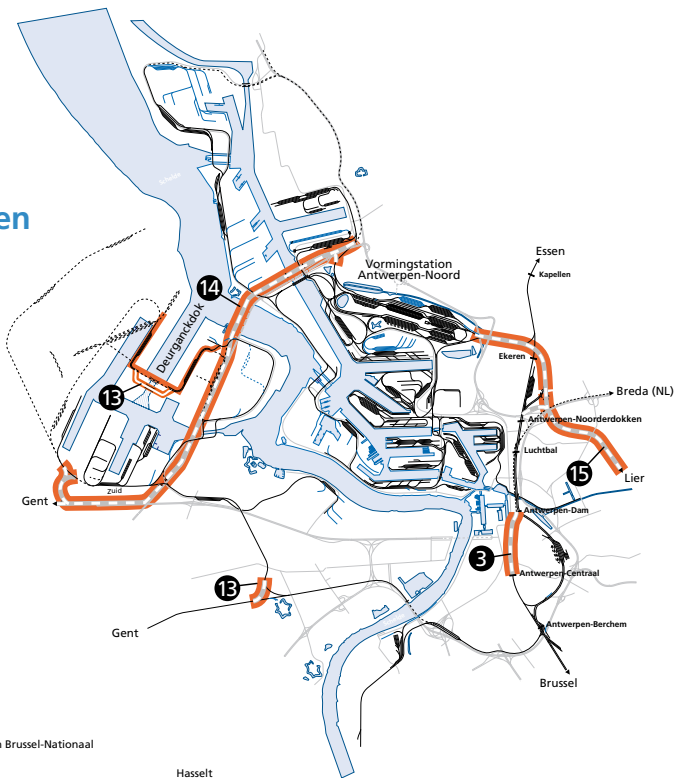 en
Schelde
Essen
Vormingstation
Antwerpen-Noord
Kapellen
14
Deurganckdok
Ekeren
13
Breda (NL)
Antwerpen-Noorderdokken
Luchtbal
15
Lier
Zuid
Gent
Antwerpen-Dam
3
Antwerpen-Centraal
13
Gent
Antwerpen-Berchem
Brussel
n Brussel-Nationaal
Hasselt